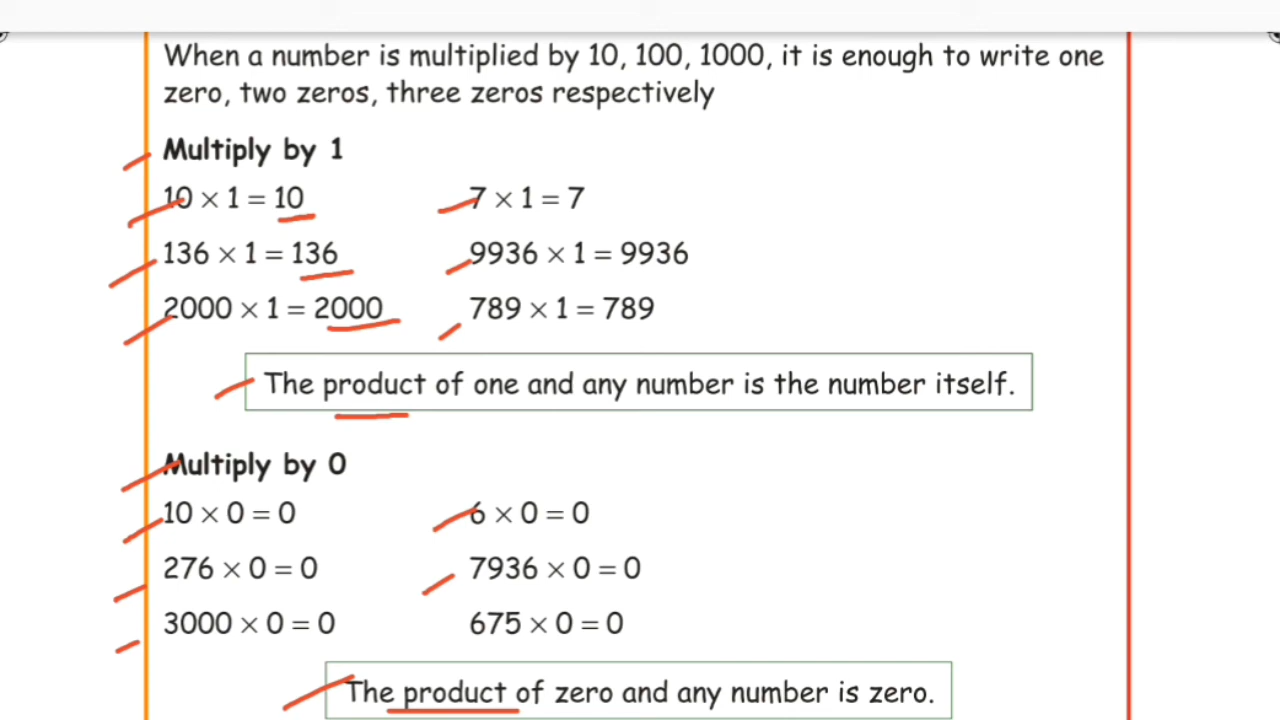 When a number is multiplied by 10, 100, 1000, it is enough to write one
zero, two zeros, three zeros respectively
Multiply by 1
10 × 1 = 10 7 × 1 = 7
136 × 1 = 136 9936 × 1 = 9936
2000 × 1 = 2000 789 × 1 = 789
The product of one and any number is the number itself.
Multiply by 0
10 × 0 = 0 6 × 0 = 0
276 × 0 = 0 7936 × 0 = 0
3000 × 0 = 0 675 × 0 = 0
The product of zero and any number is zero.